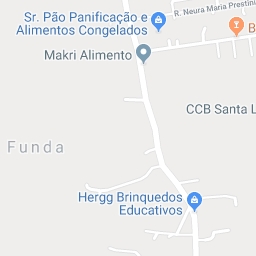 R. Neura Maria Prestin
Sr. Pão Panificação e
Alimentos Congelados
B
Makri Alimento
CCB Santa L
Funda
Hergg Brinquedos
Educativos